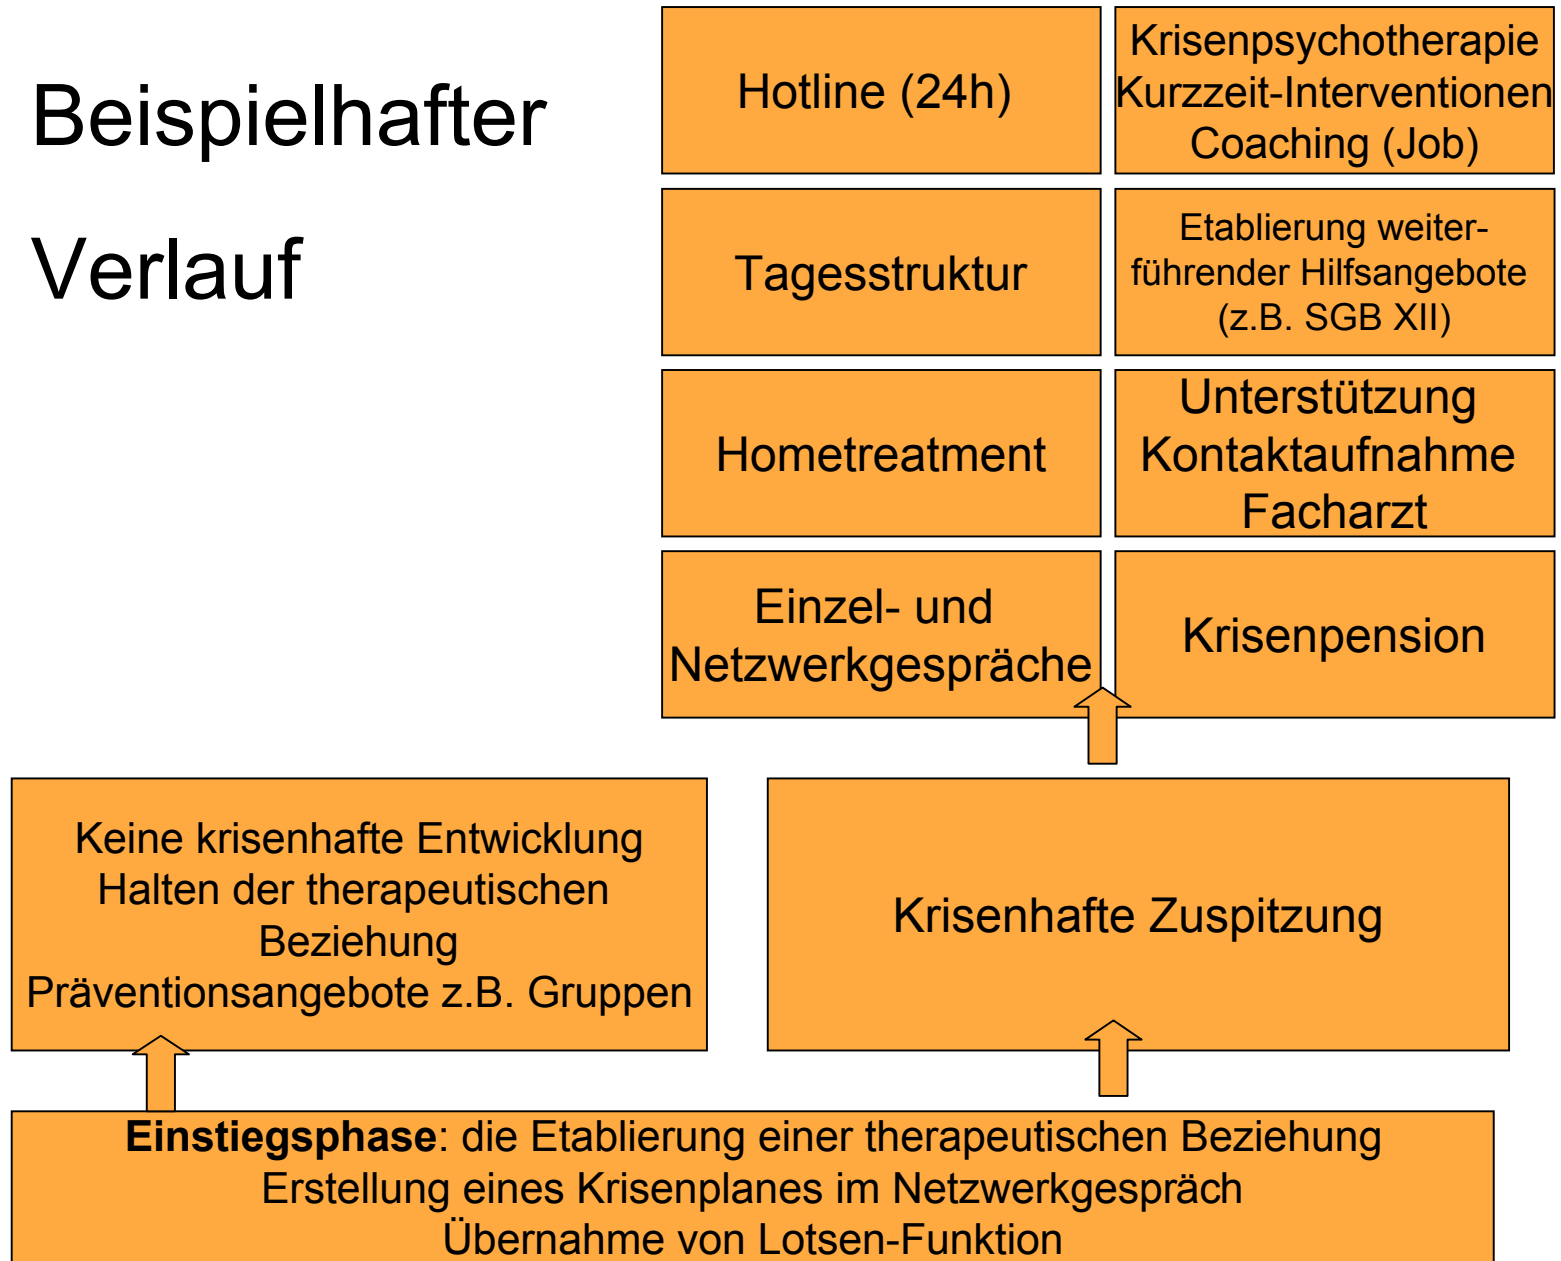 Beispielhafter
Verlauf
Hotline (24h)
Krisenpsychotherapie
Kurzzeit-Interventionen
Coaching (Job)
Tagesstruktur
Etablierung weiter-
führender Hilfsangebote
(z.B. SGB XII)
Hometreatment
Unterstützung
Kontaktaufnahme
Facharzt
Einzel- und
Netzwerkgespräche
Krisenpension
Keine krisenhafte Entwicklung
Halten der therapeutischen
Beziehung
Präventionsangebote z.B. Gruppen
Krisenhafte Zuspitzung
Einstiegsphase: die Etablierung einer therapeutischen Beziehung
Erstellung eines Krisenplanes im Netzwerkgespräch
Übernahme von Lotsen-Funktion